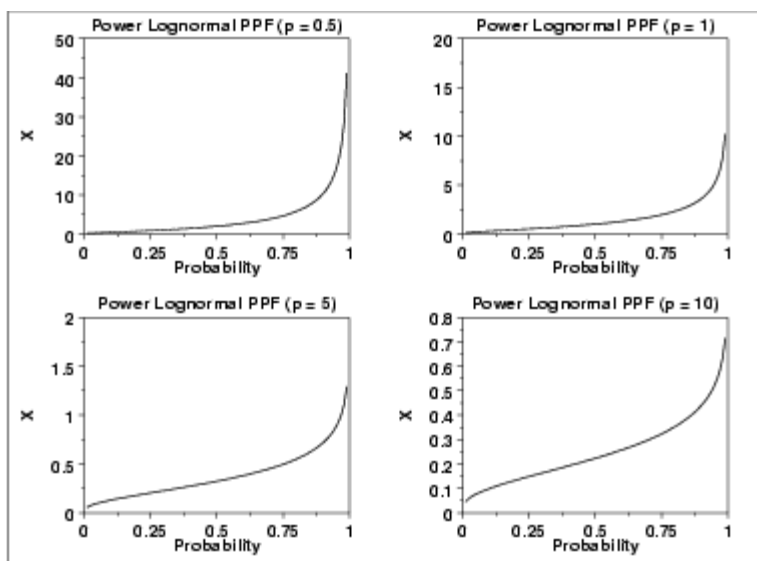 Power Lognormal PPF (p = 0.5)
50
40
30
20
10
0
X
0 0.25 0.5 0.75 1
Probability
Power Lognormal PPF (p = 1)
20
15
10
5
0
X
0 0.25 0.5 0.75 1
Probability
Power Lognormal PPF (p = 5)
2
1.5
1
0.5
0
X
0 0.25 0.5 0.75 1
Probability
Power Lognormal PPF (p = 10)
0.8
0.7
0.6
0.5
0.4
0.3
0.2
0.1
0
X
0 0.25 0.5 0.75 1
Probability